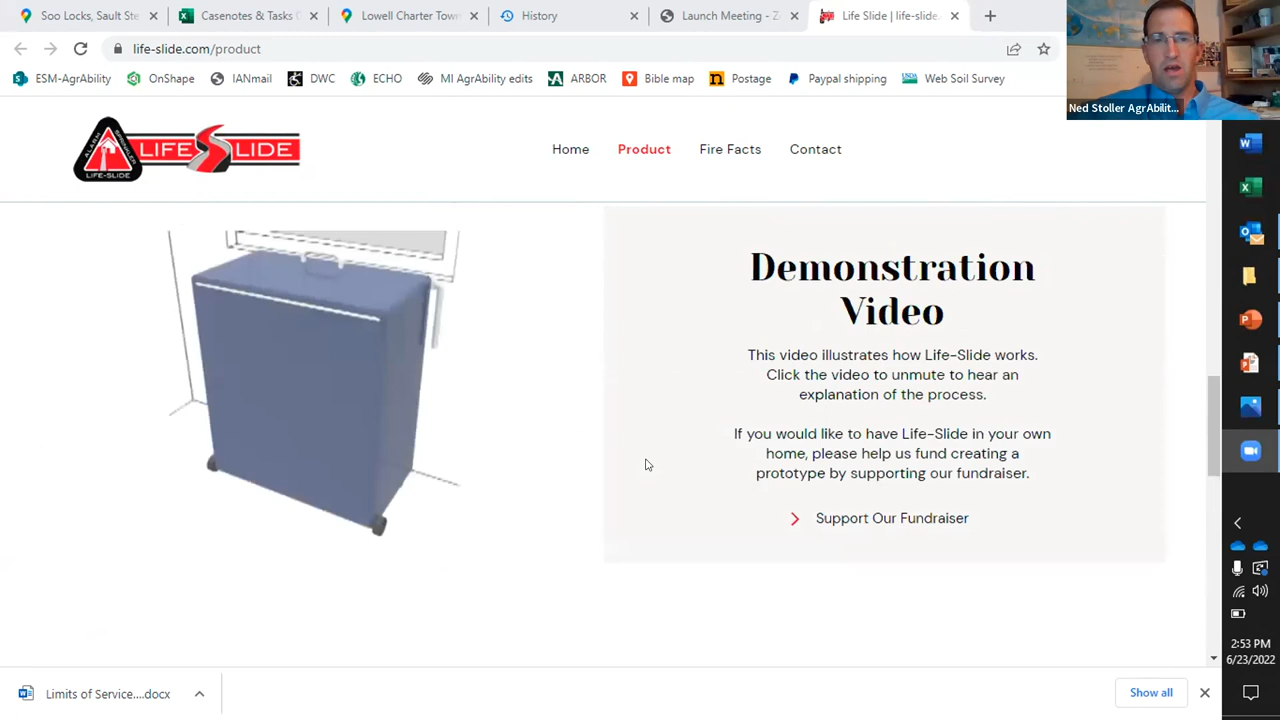 Soo Locks, Sault Ste
Casenotes & Tasks C
Lowell Charter Town
History
Launch Meeting - Z
Life Slide | life-slide.
life-slide.com/product
ESM-AgrAbility
OnShape
IANmail
DWC
ECHO
MI AgrAbility edits
ARBOR
Bible map
Postage
Paypal shipping
Web Soil Survey
Ned Stoller AgrAbilit...
ALARM SPRINKLER
LIFE-SLIDE
LIFE SLIDE
Home
Product
Fire Facts
Contact
Demonstration
Video
This video illustrates how Life-Slide works.
Click the video to unmute to hear an
explanation of the process.
If you would like to have Life-Slide in your own
home, please help us fund creating a
prototype by supporting our fundraiser.
Support Our Fundraiser
2:53 PM
6/23/2022
Limits of Service....docx
Show all